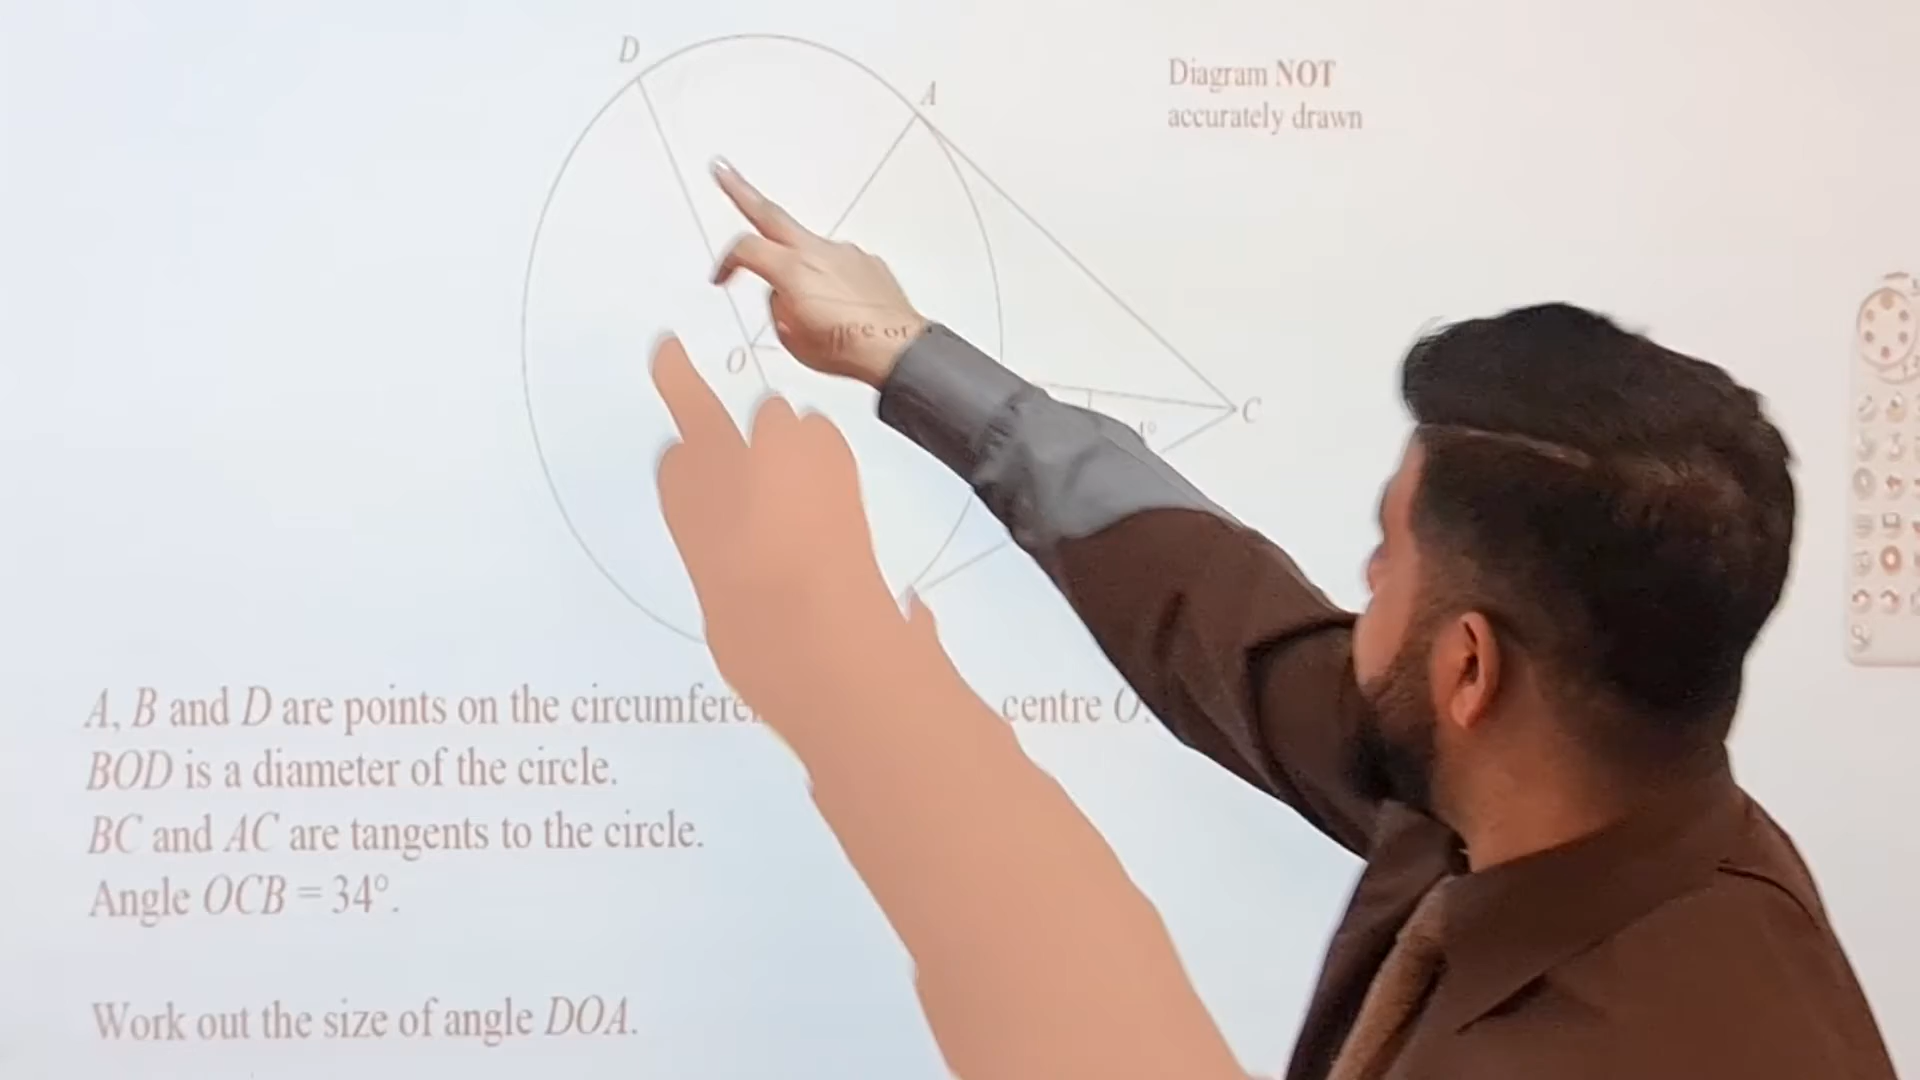 D
A
Diagram NOT
accurately drawn
O
C
A, B and D are points on the centre O.
BOD is a diameter of the circle.
BC and AC are tangents to the circle.
Angle OCB = 34°.
Work out the size of angle DOA.